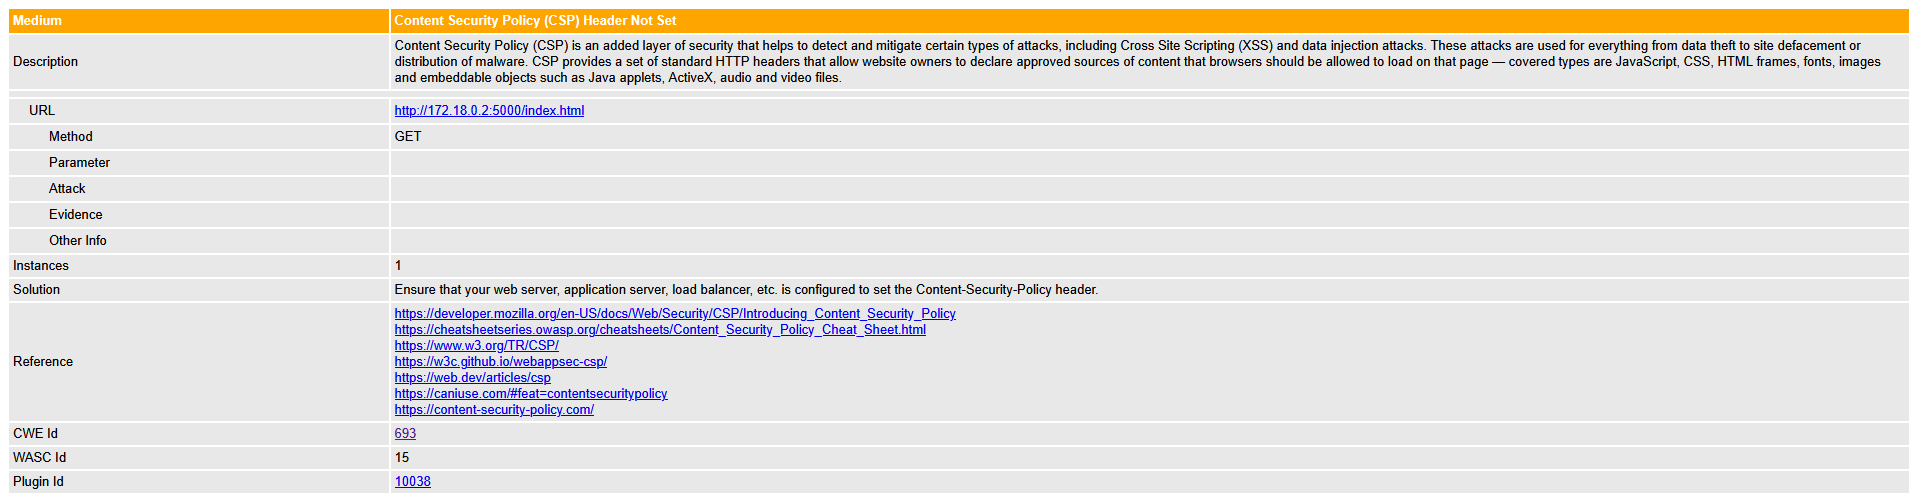 Medium Content Security Policy (CSP) Header Not Set
Description Content Security Policy (CSP) is an added layer of security that helps to detect and mitigate certain types of attacks, including Cross Site Scripting (XSS) and data injection attacks. These attacks are used for everything from data theft to site defacement or
distribution of malware. CSP provides a set of standard HTTP headers that allow website owners to declare approved sources of content that browsers should be allowed to load on that page — covered types are JavaScript, CSS, HTML frames, fonts, images
and embeddable objects such as Java applets, ActiveX, audio and video files.
URL http://172.18.0.2:5000/index.html
Method GET
Parameter
Attack
Evidence
Other Info
Instances 1
Solution Ensure that your web server, application server, load balancer, etc. is configured to set the Content-Security-Policy header.
Reference https://developer.mozilla.org/en-US/docs/Web/Security/CSP/Introducing_Content_Security_Policy
https://cheatsheetseries.owasp.org/cheatsheets/Content_Security_Policy_Cheat_Sheet.html
https://www.w3.org/TR/CSP/
https://w3c.github.io/webappsec-csp/
https://web.dev/articles/csp
https://caniuse.com/#feat=contentsecuritypolicy
https://content-security-policy.com/
CWE Id 693
WASC Id 15
Plugin Id 10038